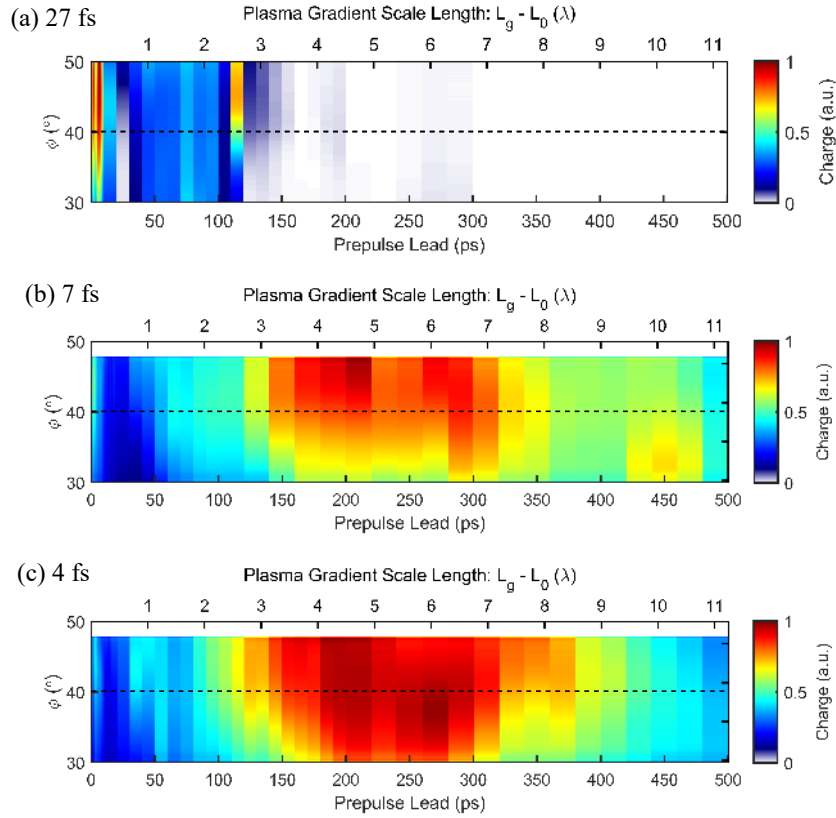 (a) 27 fs
Plasma Gradient Scale Length: L_g - L_0 (λ)
1 2 3 4 5 6 7 8 9 10 11
50
40
30
ϕ (°)
50 100 150 200 250 300 350 400 450 500
Prepulse Lead (ps)
1
0.5
0
Charge (a.u.)
(b) 7 fs
Plasma Gradient Scale Length: L_g - L_0 (λ)
1 2 3 4 5 6 7 8 9 10 11
50
40
30
ϕ (°)
0 50 100 150 200 250 300 350 400 450 500
Prepulse Lead (ps)
1
0.5
0
Charge (a.u.)
(c) 4 fs
Plasma Gradient Scale Length: L_g - L_0 (λ)
1 2 3 4 5 6 7 8 9 10 11
50
40
30
ϕ (°)
0 50 100 150 200 250 300 350 400 450 500
Prepulse Lead (ps)
1
0.5
0
Charge (a.u.)